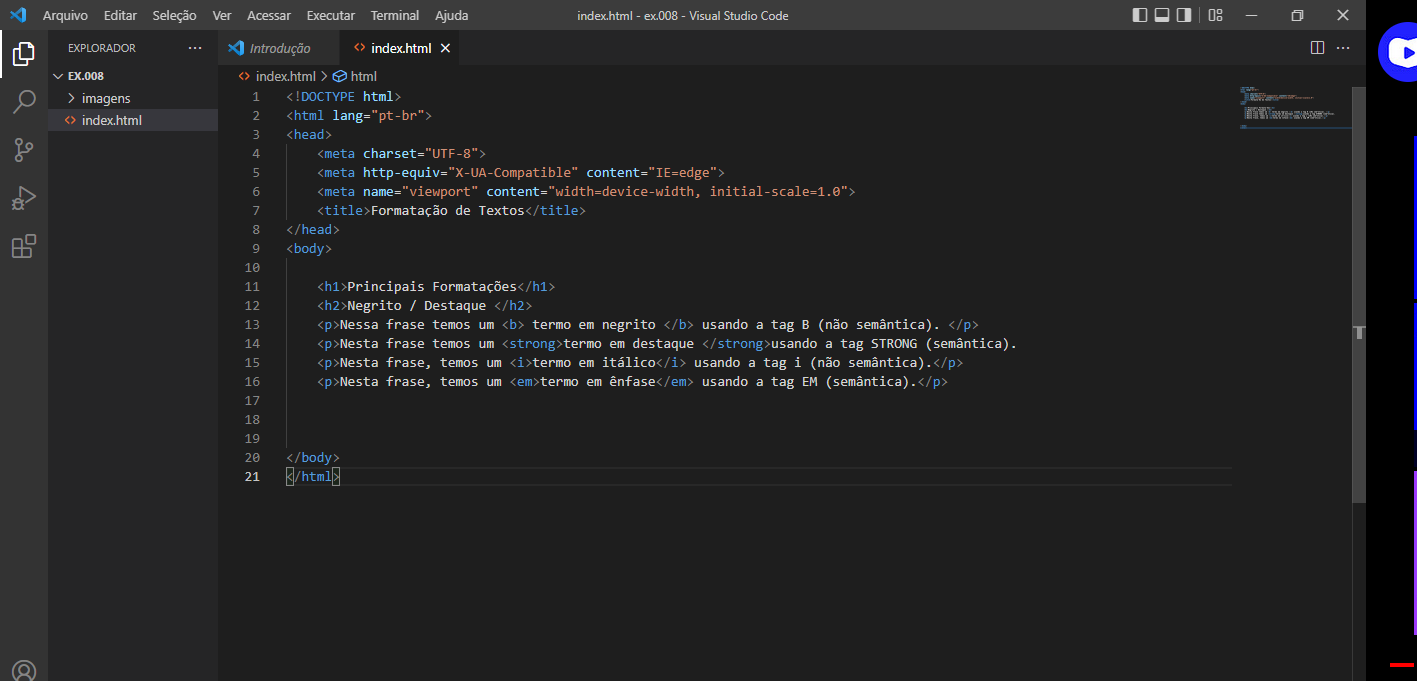 Arquivo Editar Seleção Ver Acessar Executar Terminal Ajuda index.html - ex.008 - Visual Studio Code
EXPLORADOR ··· Introdução <> index.html ×
EX.008
imagens
<> index.html
<> index.html > html
1 <!DOCTYPE html>
2 <html lang="pt-br">
3 <head>
4 <meta charset="UTF-8">
5 <meta http-equiv="X-UA-Compatible" content="IE=edge">
6 <meta name="viewport" content="width=device-width, initial-scale=1.0">
7 <title>Formatação de Textos</title>
8 </head>
9 <body>
10
11 <h1>Principais Formatações</h1>
12 <h2>Negrito / Destaque </h2>
13 <p>Nessa frase temos um <b> termo em negrito </b> usando a tag B (não semântica). </p>
14 <p>Nesta frase temos um <strong>termo em destaque </strong>usando a tag STRONG (semântica).
15 <p>Nesta frase, temos um <i>termo em itálico</i> usando a tag i (não semântica).</p>
16 <p>Nesta frase, temos um <em>termo em ênfase</em> usando a tag EM (semântica).</p>
17
18
19
20 </body>
21 </html>